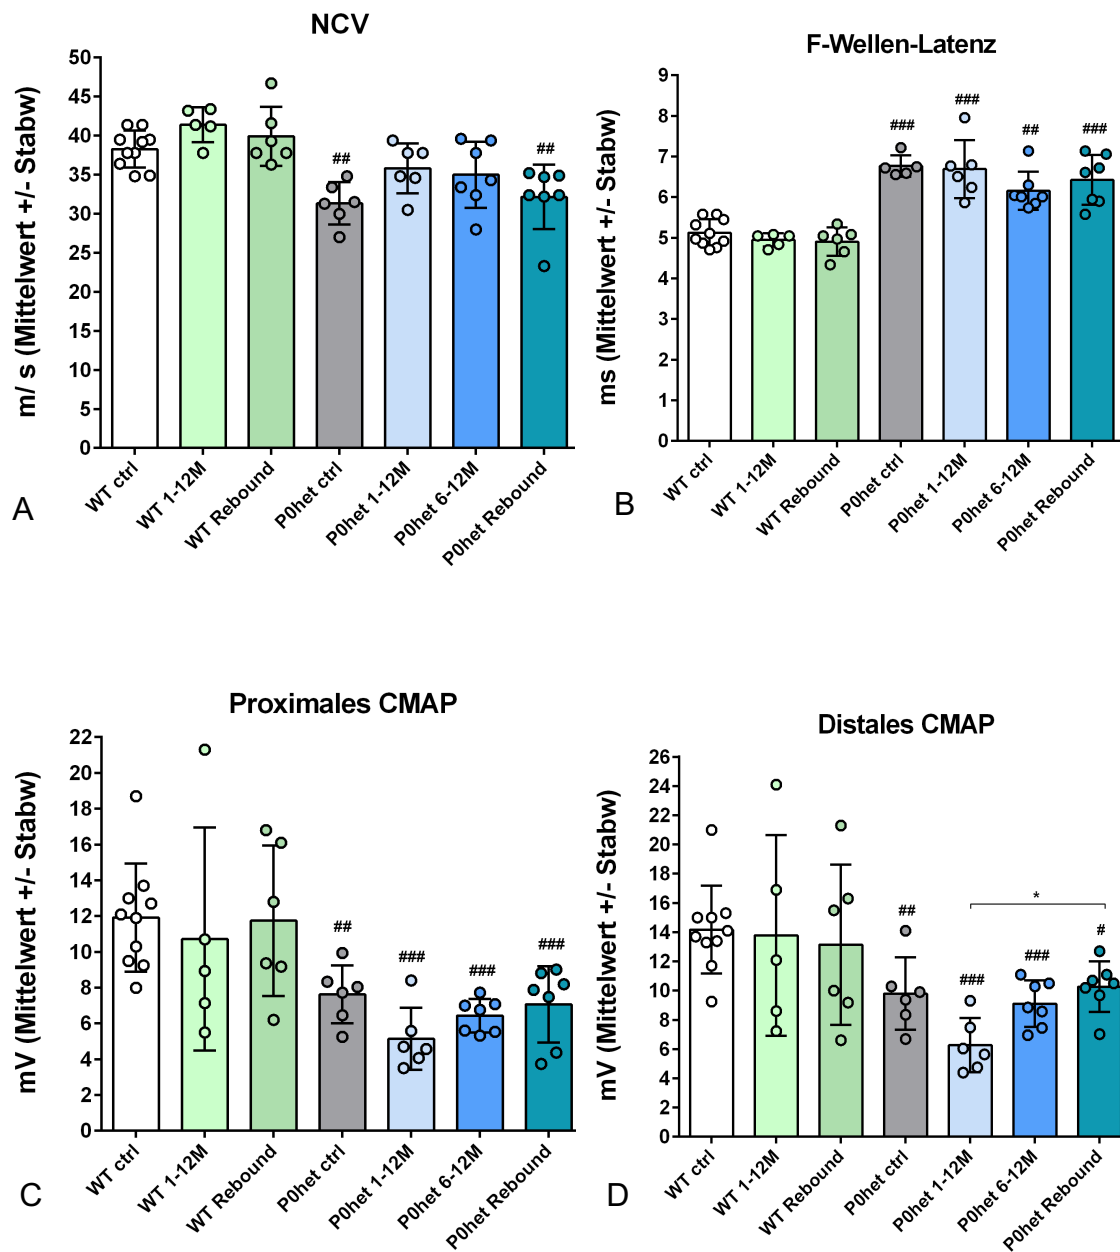 NCV
m/ s (Mittelwert +/- Stabw)
50
45
40
35
30
25
20
15
10
5
0
## ##
WT ctrl
WT 1-12M
WT Rebound
P0het ctrl
P0het 1-12M
P0het 6-12M
P0het Rebound
A
F-Wellen-Latenz
ms (Mittelwert +/- Stabw)
9
8
7
6
5
4
3
2
1
0
### ### ## ###
WT ctrl
WT 1-12M
WT Rebound
P0het ctrl
P0het 1-12M
P0het 6-12M
P0het Rebound
B
Proximales CMAP
mV (Mittelwert +/- Stabw)
22
20
18
16
14
12
10
8
6
4
2
0
## ### ### ###
WT ctrl
WT 1-12M
WT Rebound
P0het ctrl
P0het 1-12M
P0het 6-12M
P0het Rebound
C
Distales CMAP
mV (Mittelwert +/- Stabw)
26
24
22
20
18
16
14
12
10
8
6
4
2
0
*
## ### ### #
WT ctrl
WT 1-12M
WT Rebound
P0het ctrl
P0het 1-12M
P0het 6-12M
P0het Rebound
D